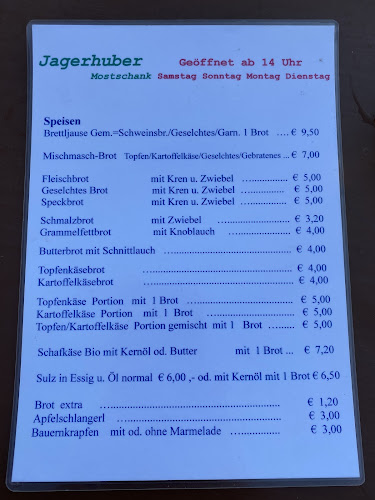 Jagerhuber Geöffnet ab 14 Uhr
Mostschank Samstag Sonntag Montag Dienstag
Speisen
Brettljause Gem.=Schweinsbr./Geselchtes/Garn. 1 Brot ....€ 9,50
Mischmasch-Brot Topfen/Kartoffelkäse/Geselchtes/Gebratenes ... € 7,00
Fleischbrot mit Kren u. Zwiebel ................ € 5,00
Geselchtes Brot mit Kren u. Zwiebel ................ € 5,00
Speckbrot mit Kren u. Zwiebel ................ € 5,00
Schmalzbrot mit Zwiebel ..................... € 3,20
Grammelfettbrot mit Knoblauch .................. € 4,00
Butterbrot mit Schnittlauch ........................................ € 4,00
Topfenkäsebrot ............................................. € 4,00
Kartoffelkäsebrot ............................................. € 4,00
Topfenkäse Portion mit 1 Brot ........................ € 5,00
Kartoffelkäse Portion mit 1 Brot ........................ € 5,00
Topfen/Kartoffelkäse Portion gemischt mit 1 Brot ......... € 5,00
Schafkäse Bio mit Kernöl od. Butter mit 1 Brot ... € 7,20
Sulz in Essig u. Öl normal € 6,00 ,- od. mit Kernöl mit 1 Brot € 6,50
Brot extra ...................................................... € 1,20
Apfelschlangerl ...................................................... € 3,00
Bauernkrapfen mit od. ohne Marmelade ............... € 3,00